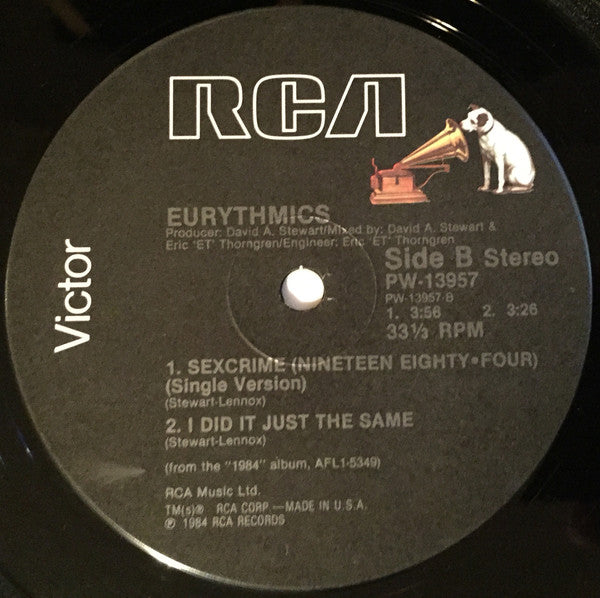 RCA
Victor
EURYTHMICS
Producer: David A. Stewart/Mixed by: David A. Stewart &
Eric "ET" Thorngren/Engineer: Eric "ET" Thorngren
Side B Stereo
PW-13957
PW-13957-B
1. 3:56 2. 3:26
33⅓ RPM
1. SEXCRIME (NINETEEN EIGHTY•FOUR)
(Single Version)
(Stewart-Lennox)
2. I DID IT JUST THE SAME
(Stewart-Lennox)
(from the "1984" album, AFL1-5349)
RCA Music Ltd.
TM(s)® RCA CORP.—MADE IN U.S.A.
℗ 1984 RCA RECORDS